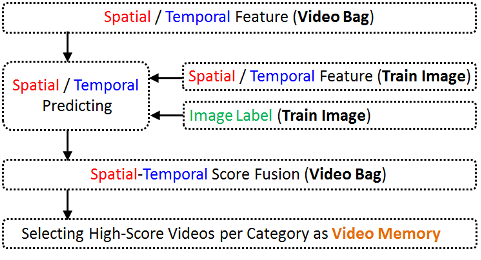 Spatial / Temporal Feature (Video Bag)
Spatial / Temporal
Predicting
Spatial / Temporal Feature (Train Image)
Image Label (Train Image)
Spatial-Temporal Score Fusion (Video Bag)
Selecting High-Score Videos per Category as Video Memory